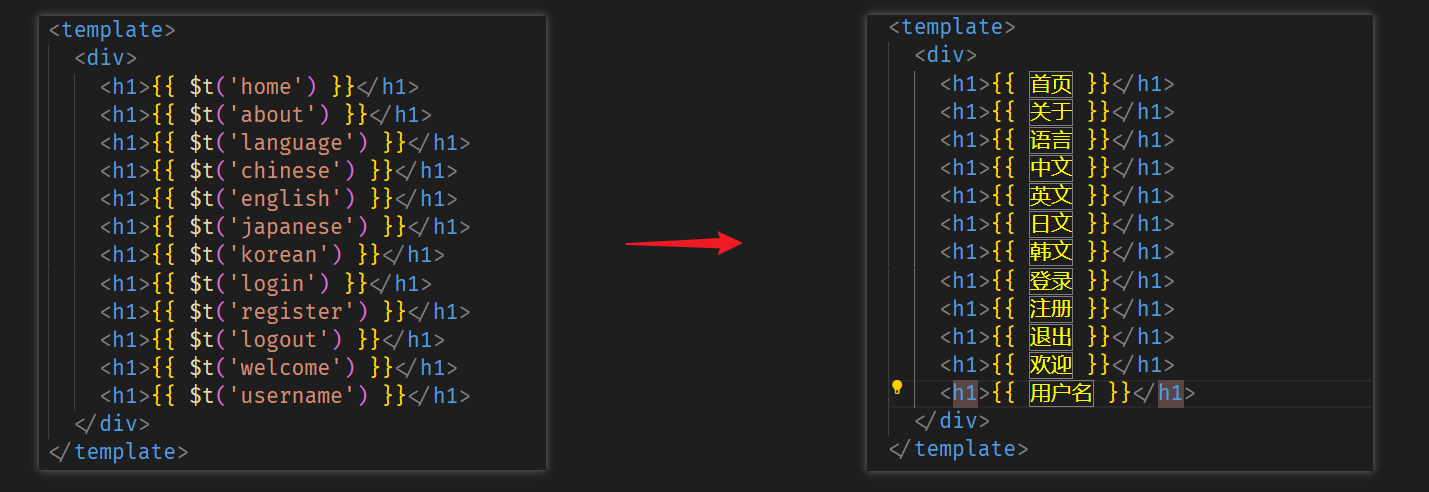 <template>
<div>
<h1>{{ $t('home') }}</h1>
<h1>{{ $t('about') }}</h1>
<h1>{{ $t('language') }}</h1>
<h1>{{ $t('chinese') }}</h1>
<h1>{{ $t('english') }}</h1>
<h1>{{ $t('japanese') }}</h1>
<h1>{{ $t('korean') }}</h1>
<h1>{{ $t('login') }}</h1>
<h1>{{ $t('register') }}</h1>
<h1>{{ $t('logout') }}</h1>
<h1>{{ $t('welcome') }}</h1>
<h1>{{ $t('username') }}</h1>
</div>
</template>
<template>
<div>
<h1>{{ 首页 }}</h1>
<h1>{{ 关于 }}</h1>
<h1>{{ 语言 }}</h1>
<h1>{{ 中文 }}</h1>
<h1>{{ 英文 }}</h1>
<h1>{{ 日文 }}</h1>
<h1>{{ 韩文 }}</h1>
<h1>{{ 登录 }}</h1>
<h1>{{ 注册 }}</h1>
<h1>{{ 退出 }}</h1>
<h1>{{ 欢迎 }}</h1>
<h1>{{ 用户名 }}</h1>
</div>
</template>